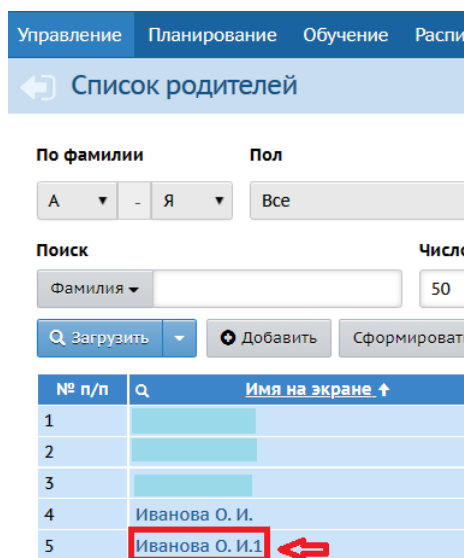 Управление Планирование Обучение Распи
Список родителей
По фамилии Пол
А - Я Все
Поиск Число
Фамилия 50
Загрузить Добавить Сформироват
№ п/п Имя на экране
1
2
3
4 Иванова О. И.
5 Иванова О. И.1